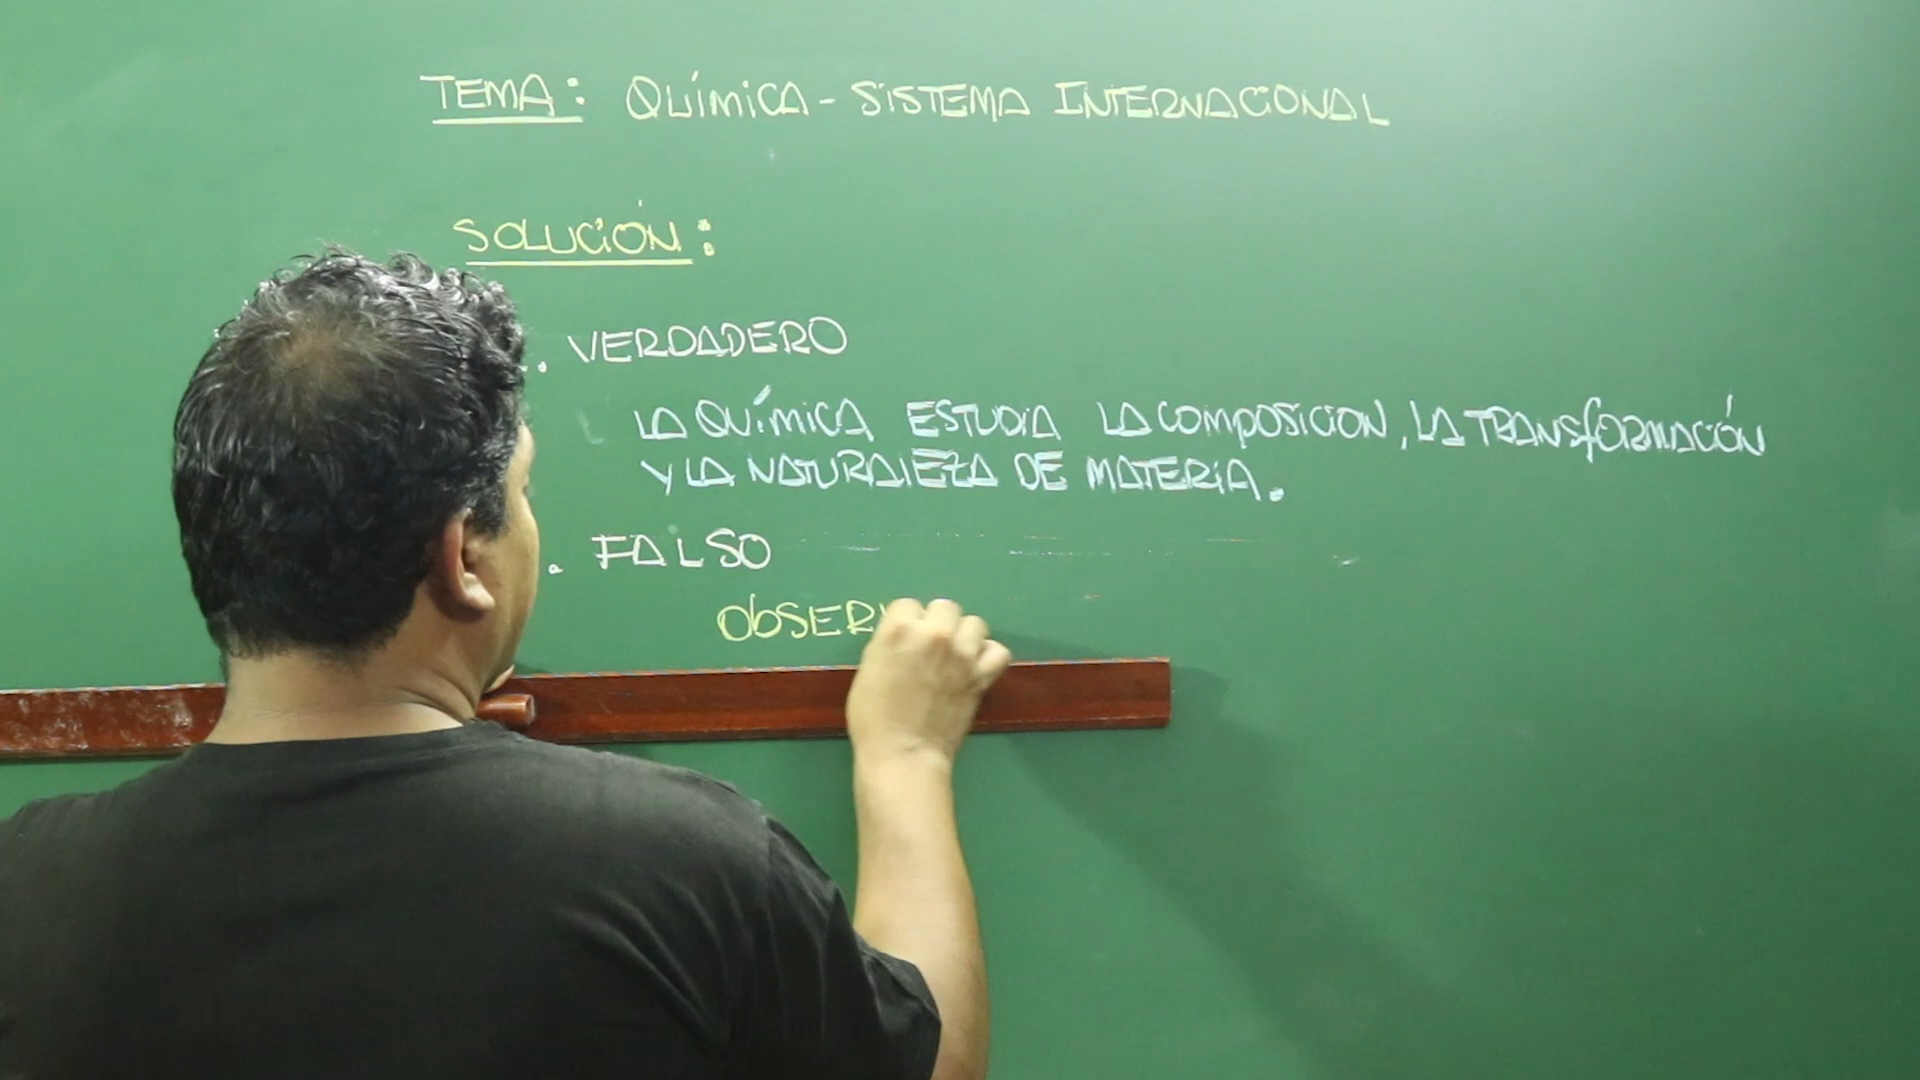 TEMA: QUÍMICA - SISTEMA INTERNACIONAL
SOLUCIÓN:
. VERDADERO
LA QUÍMICA ESTUDIA LA COMPOSICION, LA TRANSFORMACIÓN
Y LA NATURALEZA DE MATERIA.
. FALSO